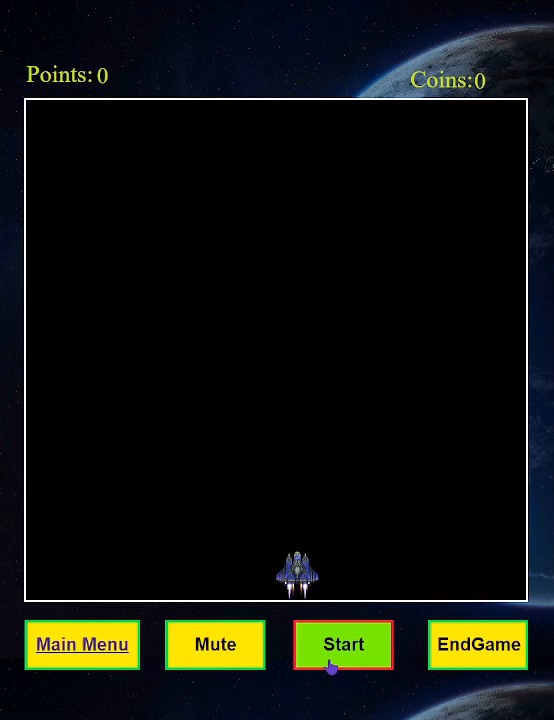 Points: 0
Coins:0
Main Menu
Mute
Start
EndGame